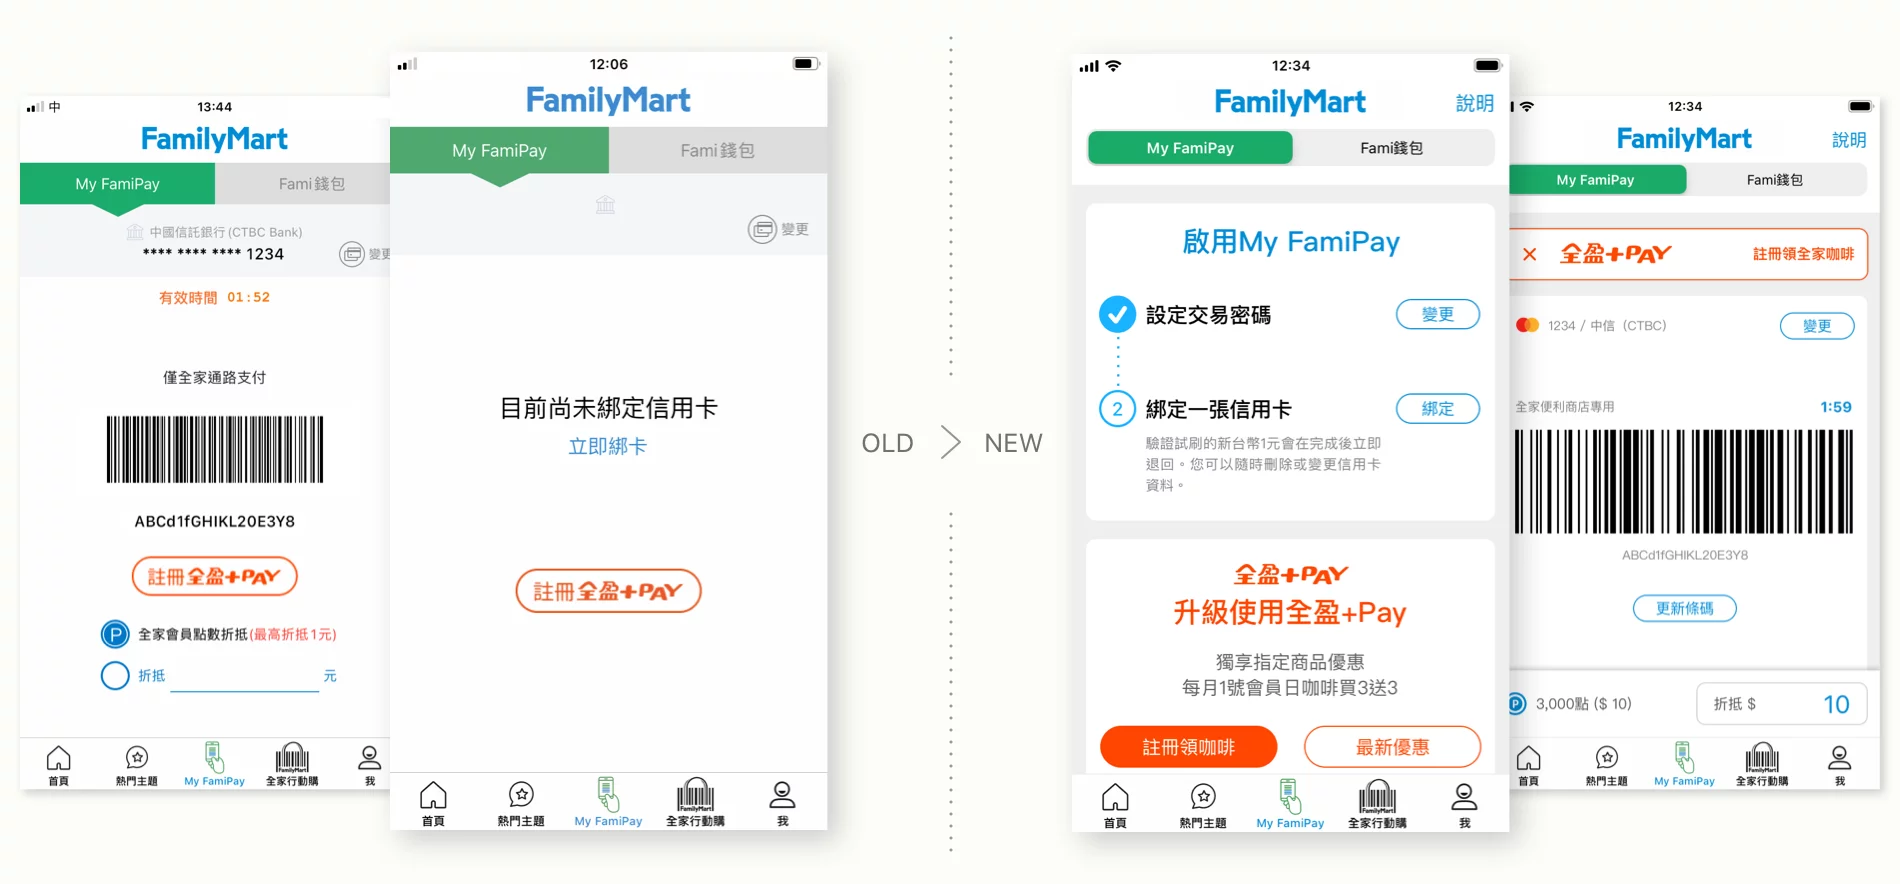 中
13:44
FamilyMart
My FamiPay
Fami錢包
中國信託銀行(CTBC Bank)
**** **** **** 1234
變更
有效時間 01:52
僅全家通路支付
ABCd1fGHIKL20E3Y8
註冊全盈+PAY
P 全家會員點數折抵(最高折抵1元)
折抵 元
首頁
熱門主題
My FamiPay
FamilyMart
全家行動購
我
12:06
FamilyMart
My FamiPay
Fami錢包
變更
目前尚未綁定信用卡
立即綁卡
註冊全盈+PAY
首頁
熱門主題
My FamiPay
FamilyMart
全家行動購
我
OLD > NEW
12:34
FamilyMart
說明
My FamiPay
Fami錢包
啟用My FamiPay
設定交易密碼
變更
2 綁定一張信用卡
綁定
驗證試刷的新台幣1元會在完成後立即
退回。您可以隨時刪除或變更信用卡
資料。
全盈+PAY
升級使用全盈+Pay
獨享指定商品優惠
每月1號會員日咖啡買3送3
註冊領咖啡
最新優惠
首頁
熱門主題
My FamiPay
FamilyMart
全家行動購
我
12:34
FamilyMart
說明
My FamiPay
Fami錢包
× 全盈+PAY
註冊領全家咖啡
1234 / 中信 (CTBC)
變更
全家便利商店專用
1:59
ABCd1fGHIKL20E3Y8
更新條碼
P 3,000點 ($ 10)
折抵 $ 10
首頁
熱門主題
My FamiPay
FamilyMart
全家行動購
我